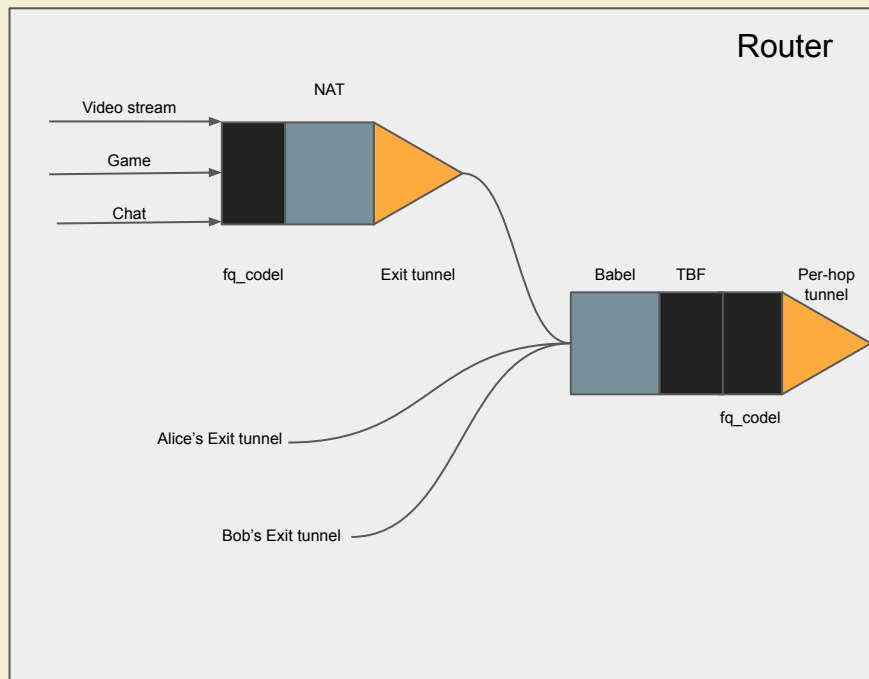 Router
NAT
Video stream
Game
Chat
fq_codel
Exit tunnel
Babel
TBF
Per-hop
tunnel
fq_codel
Alice’s Exit tunnel
Bob’s Exit tunnel